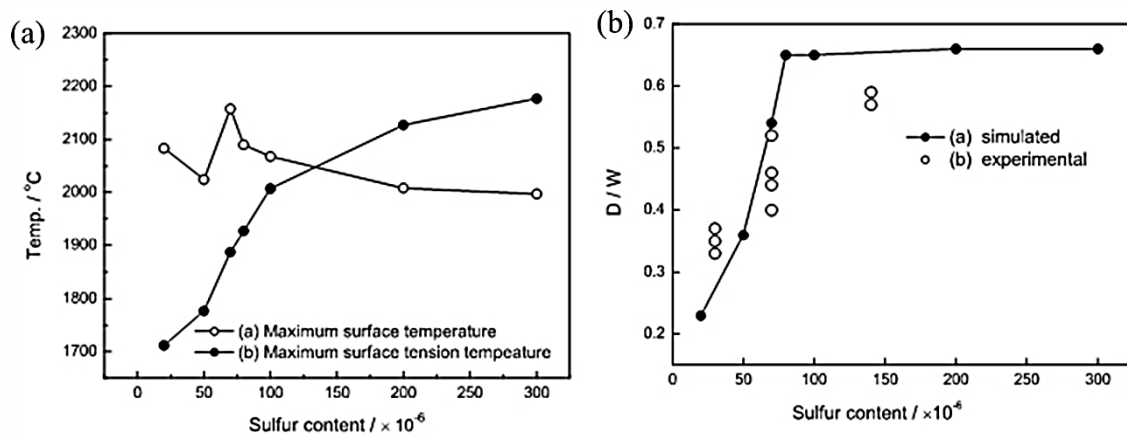 (a)
2300
2200
2100
2000
1900
1800
1700
Temp. / °C
(a) Maximum surface temperature
(b) Maximum surface tension tempeature
0 50 100 150 200 250 300
Sulfur content / × 10⁻⁶
(b)
0.7
0.6
0.5
0.4
0.3
0.2
D / W
(a) simulated
(b) experimental
0 50 100 150 200 250 300
Sulfur content / ×10⁻⁶